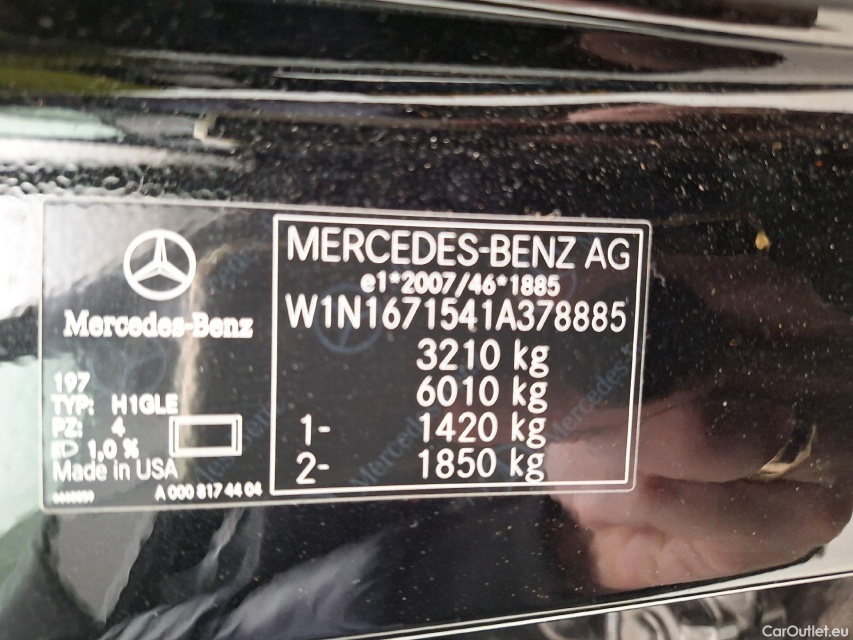 Mercedes-Benz
197
TYP: H1GLE
PZ: 4
1,0 %
Made in USA
A 000 817 44 04
MERCEDES-BENZ AG
e1*2007/46*1885
W1N1671541A378885
3210 kg
6010 kg
1- 1420 kg
2- 1850 kg
CarOutlet.eu